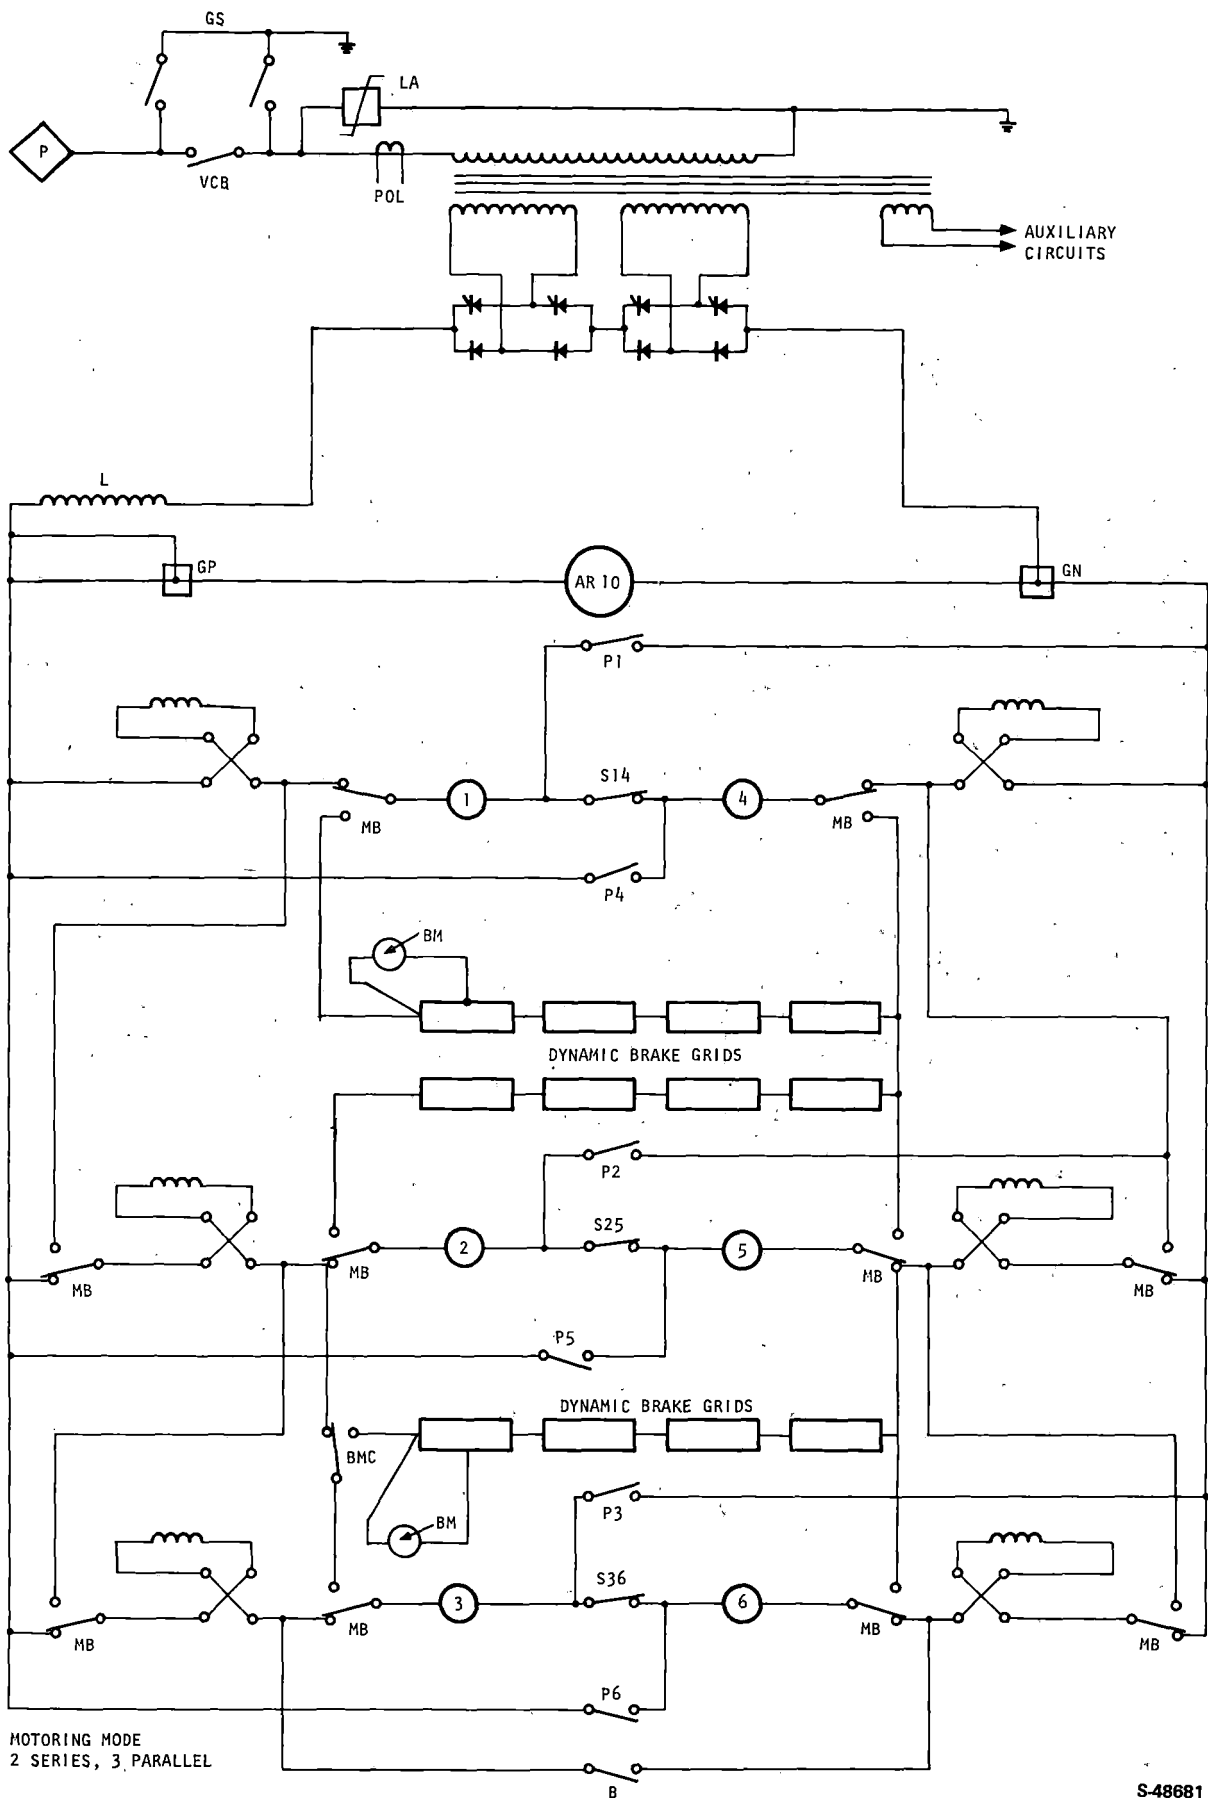 GS
LA
P
VCB
POL
AUXILIARY
CIRCUITS
L
GP
AR10
GN
P1
S14
1
4
MB
MB
P4
BM
DYNAMIC BRAKE GRIDS
P2
S25
2
5
MB
MB
MB
MB
P5
DYNAMIC BRAKE GRIDS
BMC
BM
P3
S36
3
6
MB
MB
MB
MB
P6
MOTORING MODE
2 SERIES, 3 PARALLEL
B
S-48681